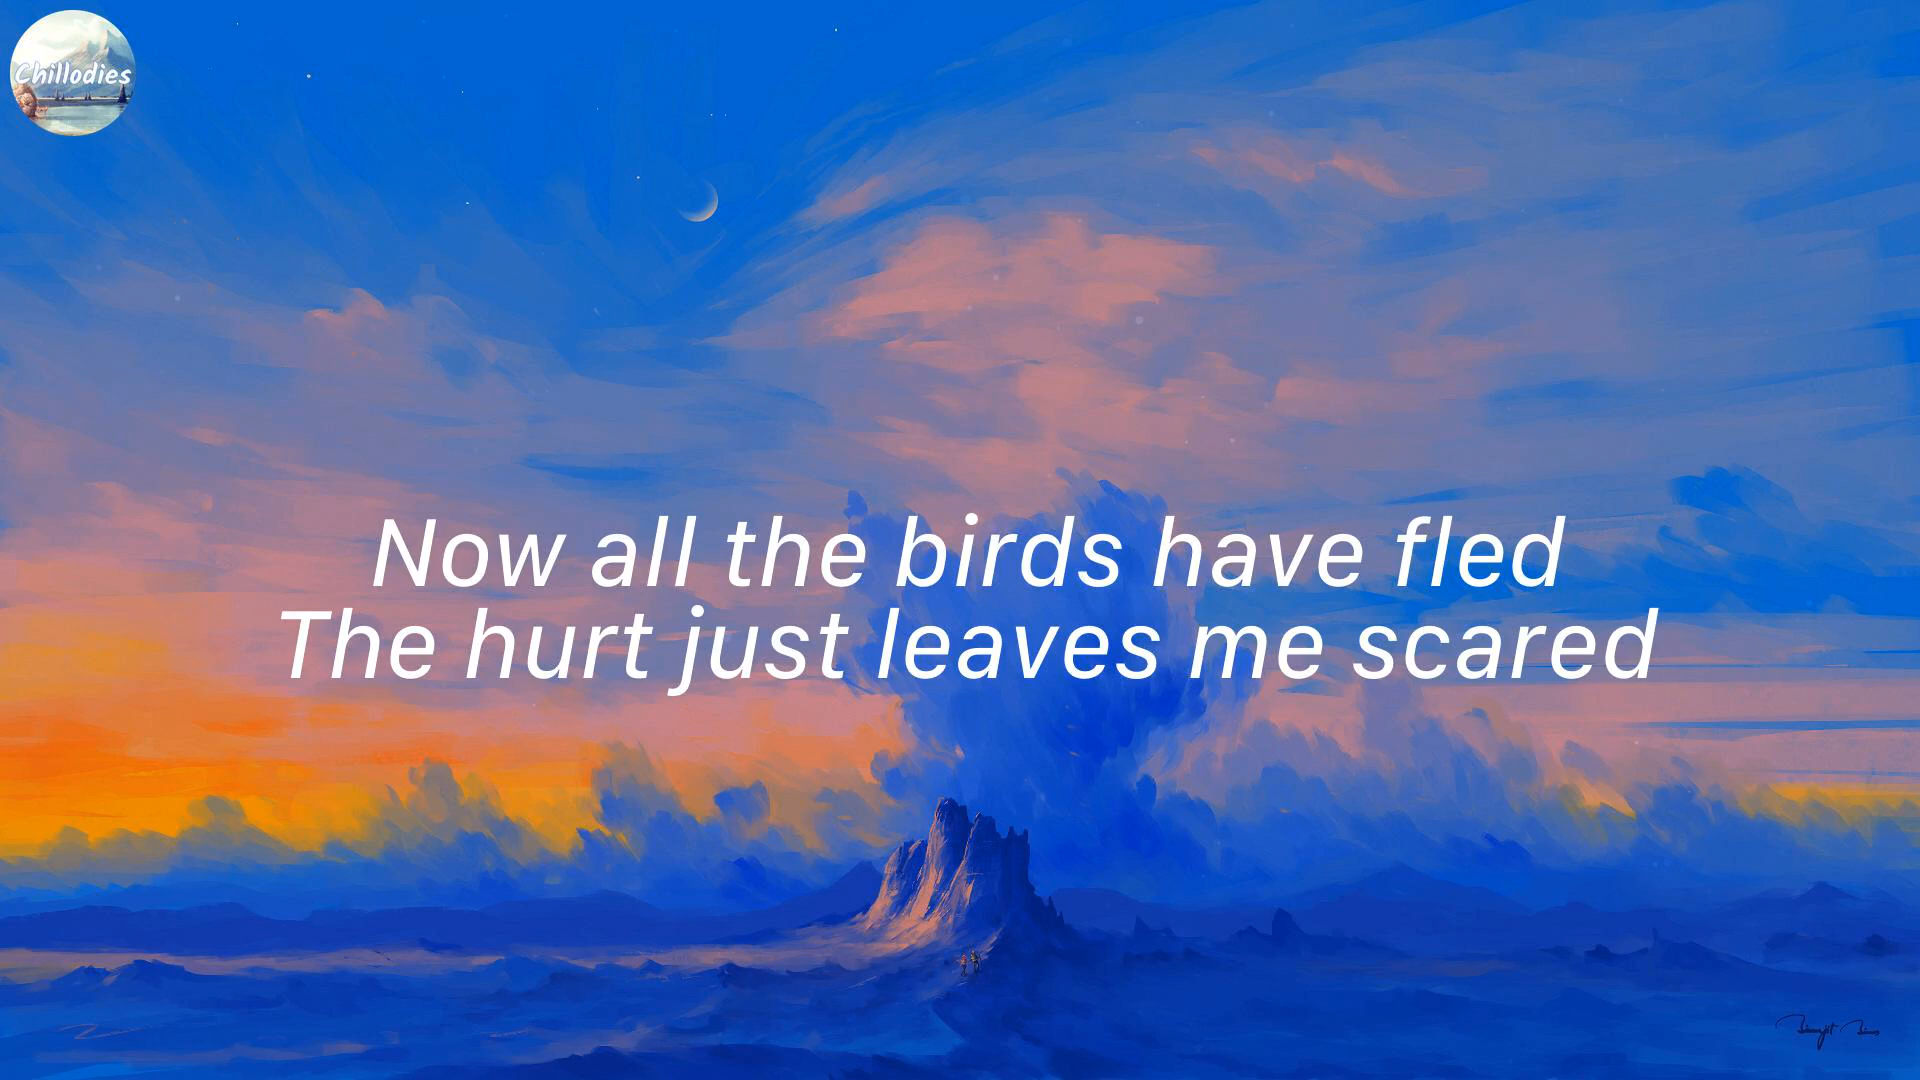 Chillodies
Now all the birds have fled
The hurt just leaves me scared